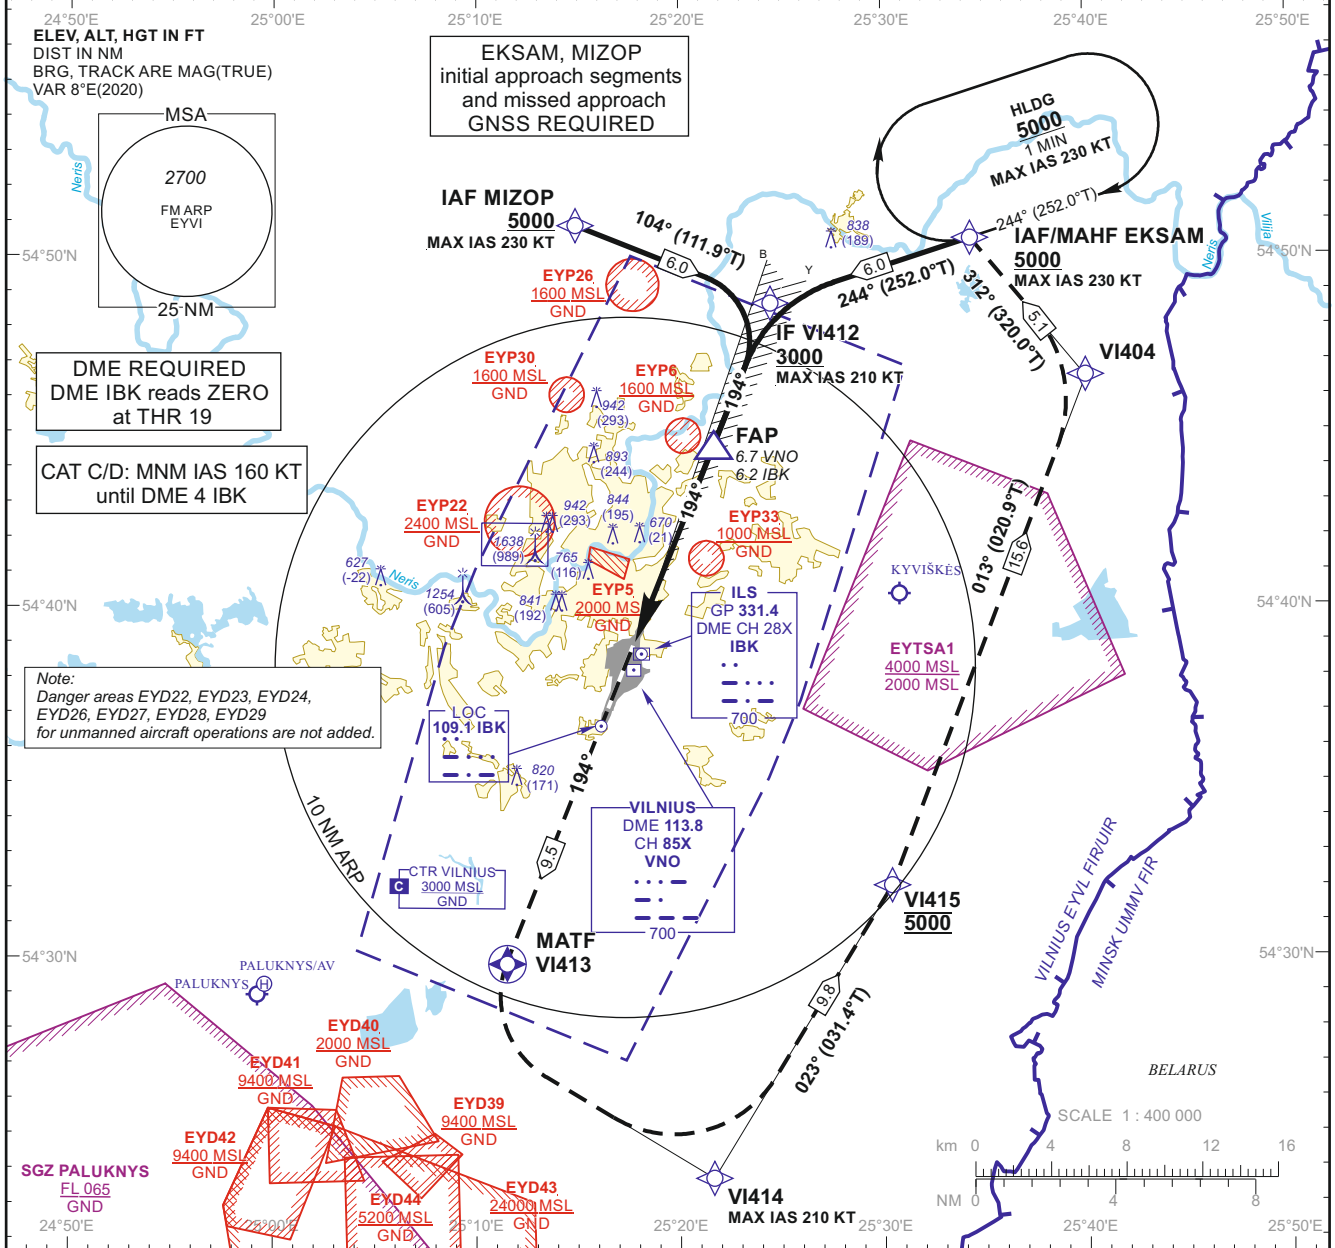 24°50'E
25°00'E
25°10'E
25°20'E
25°30'E
25°40'E
25°50'E
ELEV, ALT, HGT IN FT
DIST IN NM
BRG, TRACK ARE MAG(TRUE)
VAR 8°E(2020)
MSA
2700
FM ARP
EYVI
25 NM
EKSAM, MIZOP
initial approach segments
and missed approach
GNSS REQUIRED
HLDG
5000
1 MIN
MAX IAS 230 KT
244° (252.0°T)
Neris
Neris
Vilija
IAF MIZOP
5000
MAX IAS 230 KT
104° (111.9°T)
6.0
838
(189)
B
Y
6.0
244° (252.0°T)
IAF/MAHF EKSAM
5000
MAX IAS 230 KT
312° (320.0°T)
5.1
VI404
54°50'N
54°50'N
EYP26
1600 MSL
GND
IF VI412
3000
MAX IAS 210 KT
DME REQUIRED
DME IBK reads ZERO
at THR 19
CAT C/D: MNM IAS 160 KT
until DME 4 IBK
EYP30
1600 MSL
GND
EYP6
1600 MSL
GND
194°
942
(293)
FAP
6.7 VNO
6.2 IBK
893
(244)
194°
EYP22
2400 MSL
GND
942
(293)
844
(195)
670
(21)
1638
(989)
765
(116)
EYP33
1000 MSL
GND
627
(-22)
Neris
1254
(605)
841
(192)
EYP5
2000 MS
GND
013° (020.9°T)
15.6
KYVIŠKĖS
54°40'N
54°40'N
ILS
GP 331.4
DME CH 28X
IBK
700
EYTSA1
4000 MSL
2000 MSL
Note:
Danger areas EYD22, EYD23, EYD24,
EYD26, EYD27, EYD28, EYD29
for unmanned aircraft operations are not added.
LOC
109.1 IBK
820
(171)
194°
10 NM ARP
9.5
VILNIUS
DME 113.8
CH 85X
VNO
700
C
CTR VILNIUS
3000 MSL
GND
VI415
5000
VILNIUS EYVL FIR/UIR
MINSK UMMV FIR
MATF
VI413
54°30'N
54°30'N
PALUKNYS/AV
PALUKNYS
H
9.8
023° (031.4°T)
EYD40
2000 MSL
GND
EYD41
9400 MSL
GND
EYD39
9400 MSL
GND
EYD42
9400 MSL
GND
BELARUS
SCALE 1 : 400 000
km 0 4 8 12 16
NM 0 4 8
SGZ PALUKNYS
FL 065
GND
EYD44
5200 MSL
GND
EYD43
24000 MSL
GND
VI414
MAX IAS 210 KT
24°50'E
25°00'E
25°10'E
25°20'E
25°30'E
25°40'E
25°50'E